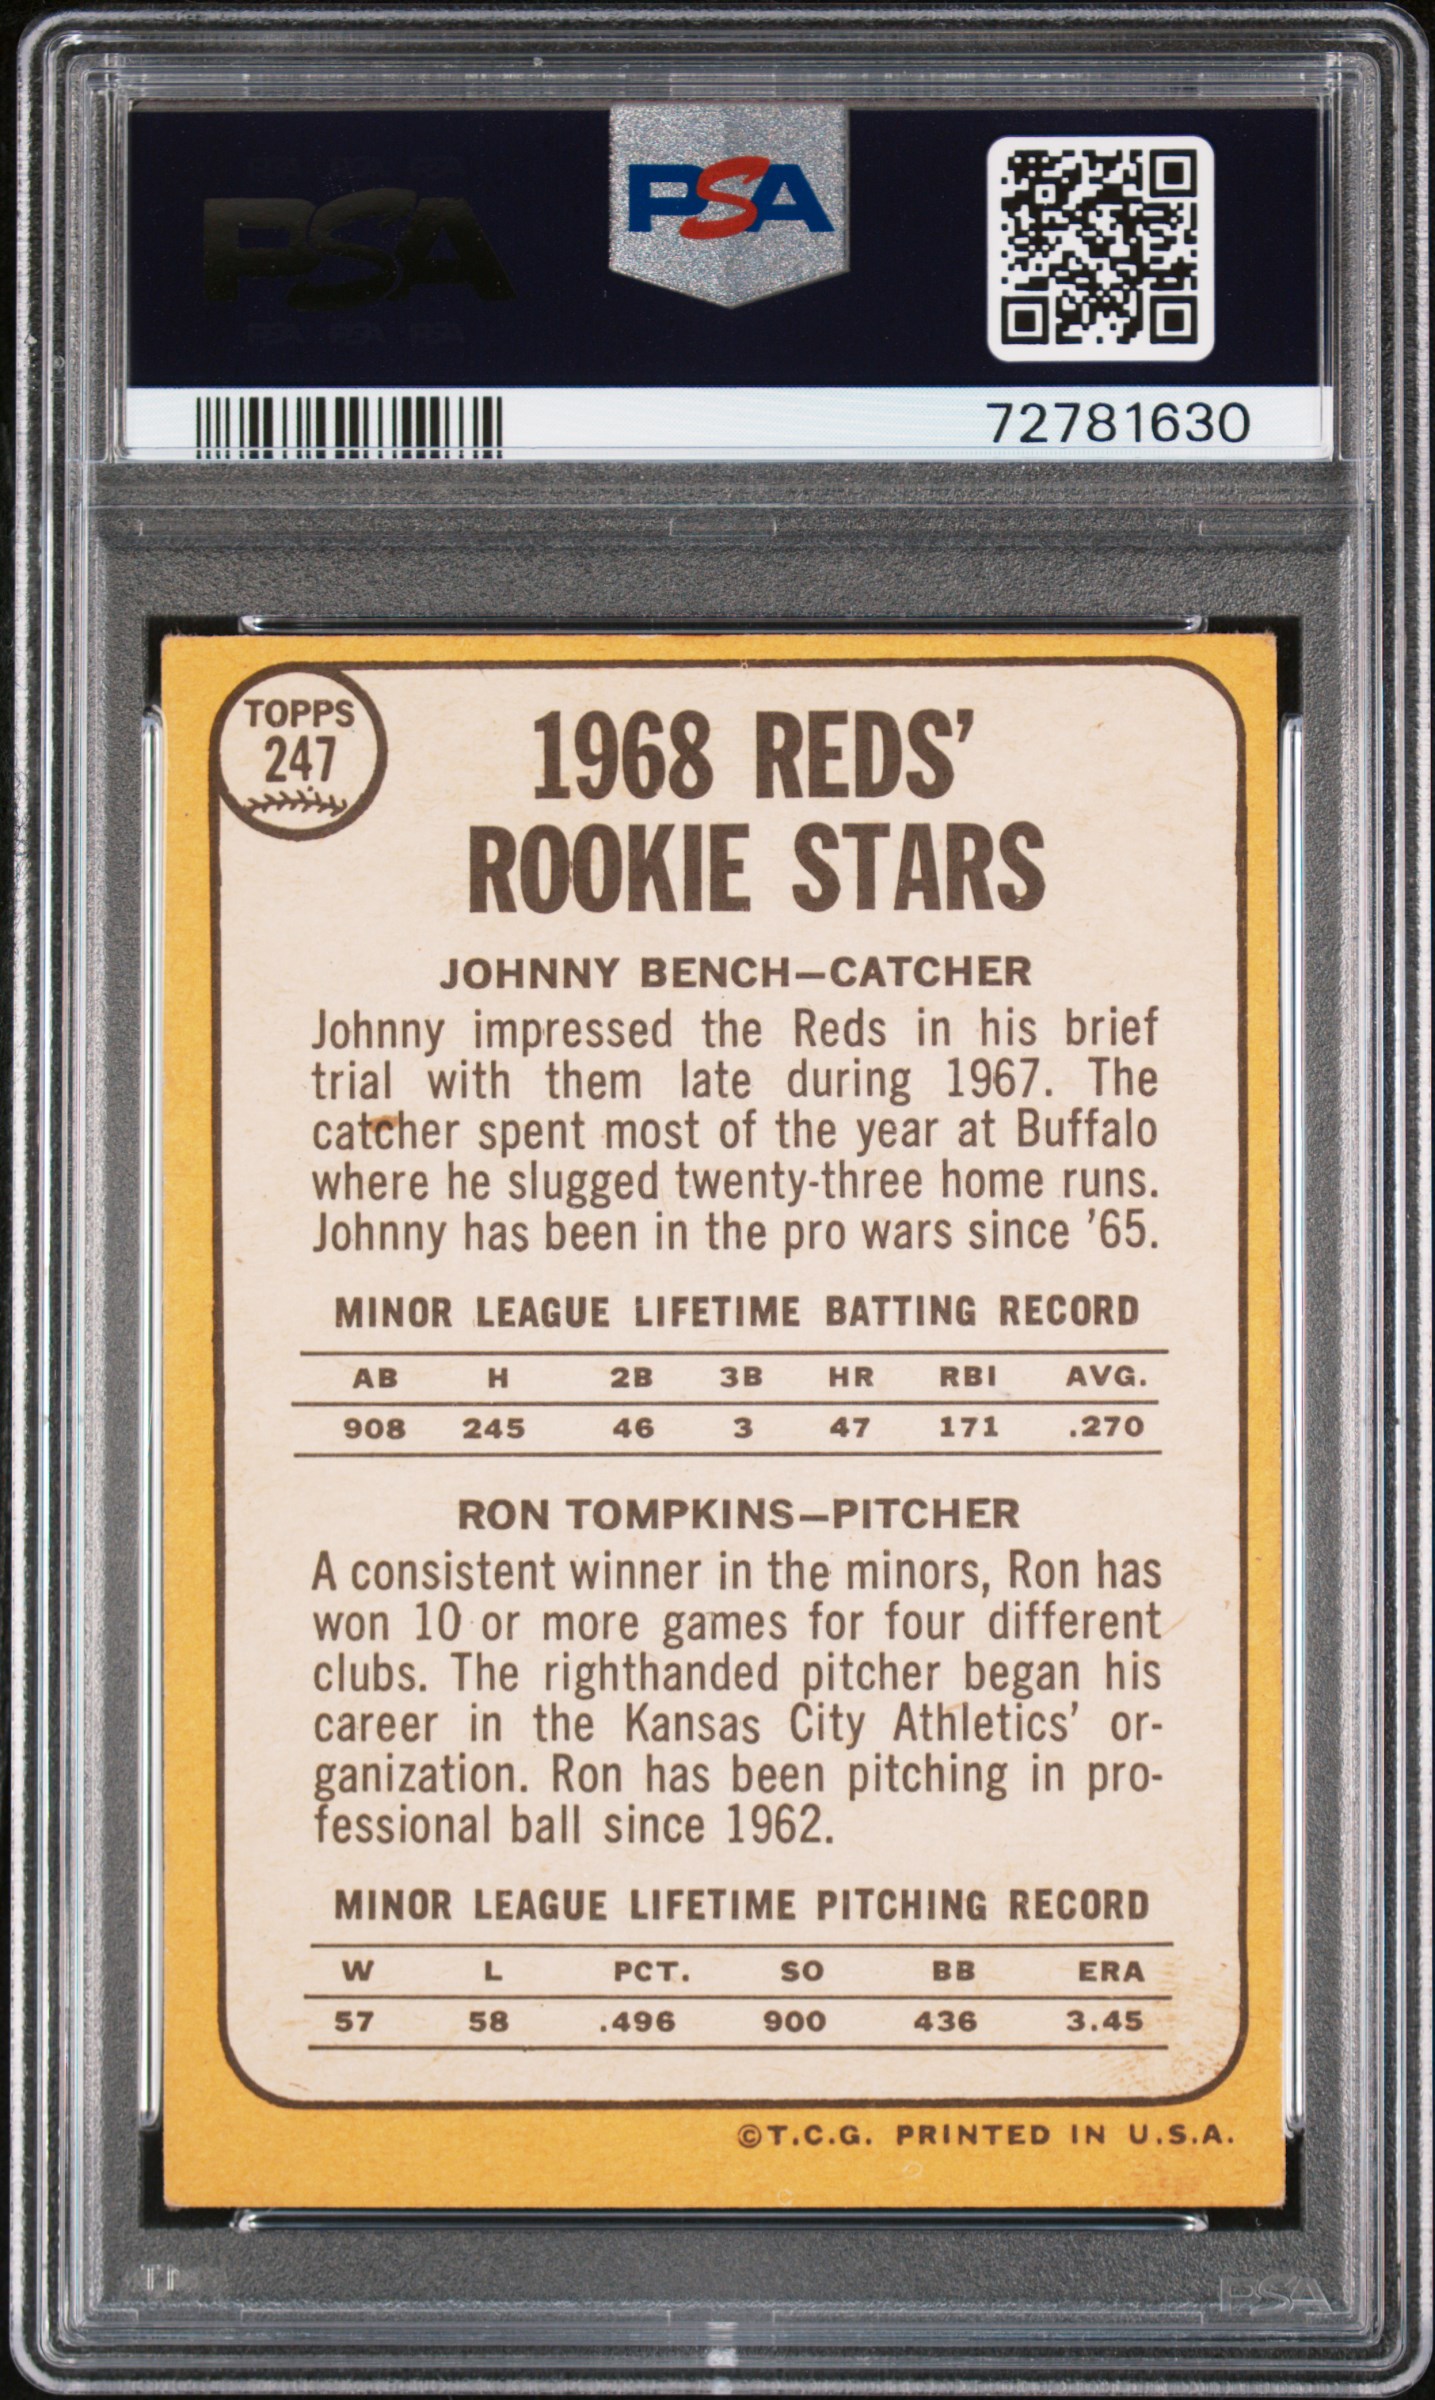 PSA
PSA
72781630
TOPPS
247
1968 REDS'
ROOKIE STARS
JOHNNY BENCH—CATCHER
Johnny impressed the Reds in his brief
trial with them late during 1967. The
catcher spent most of the year at Buffalo
where he slugged twenty-three home runs.
Johnny has been in the pro wars since '65.
MINOR LEAGUE LIFETIME BATTING RECORD
AB H 2B 3B HR RBI AVG.
908 245 46 3 47 171 .270
RON TOMPKINS—PITCHER
A consistent winner in the minors, Ron has
won 10 or more games for four different
clubs. The righthanded pitcher began his
career in the Kansas City Athletics' or-
ganization. Ron has been pitching in pro-
fessional ball since 1962.
MINOR LEAGUE LIFETIME PITCHING RECORD
W L PCT. SO BB ERA
57 58 .496 900 436 3.45
©T.C.G. PRINTED IN U.S.A.
PSA